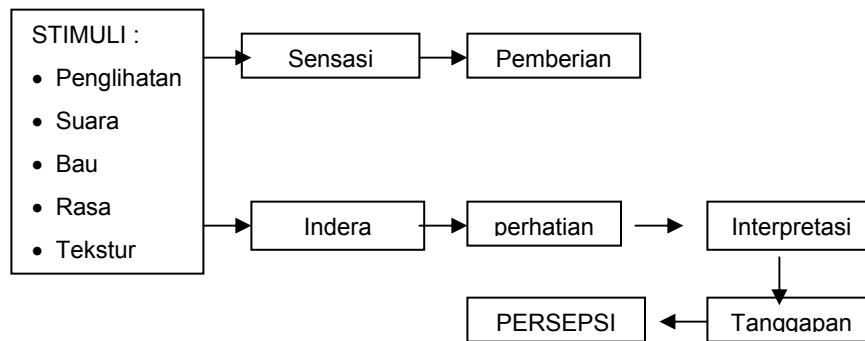 STIMULI :
• Penglihatan
• Suara
• Bau
• Rasa
• Tekstur
Sensasi
Pemberian
Indera
perhatian
Interpretasi
Tanggapan
PERSEPSI